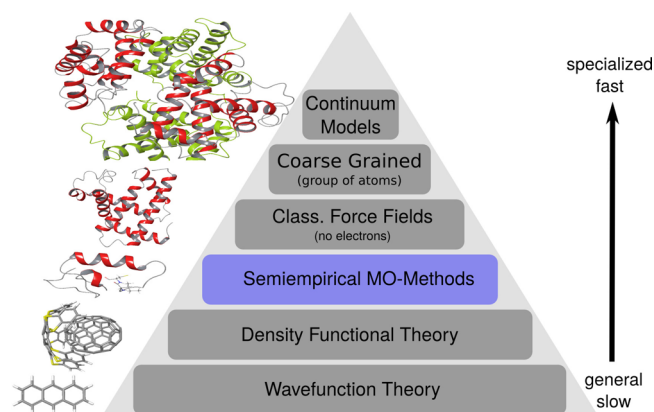 specialized
fast
Continuum
Models
Coarse Grained
(group of atoms)
Class. Force Fields
(no electrons)
Semiempirical MO-Methods
Density Functional Theory
Wavefunction Theory
general
slow